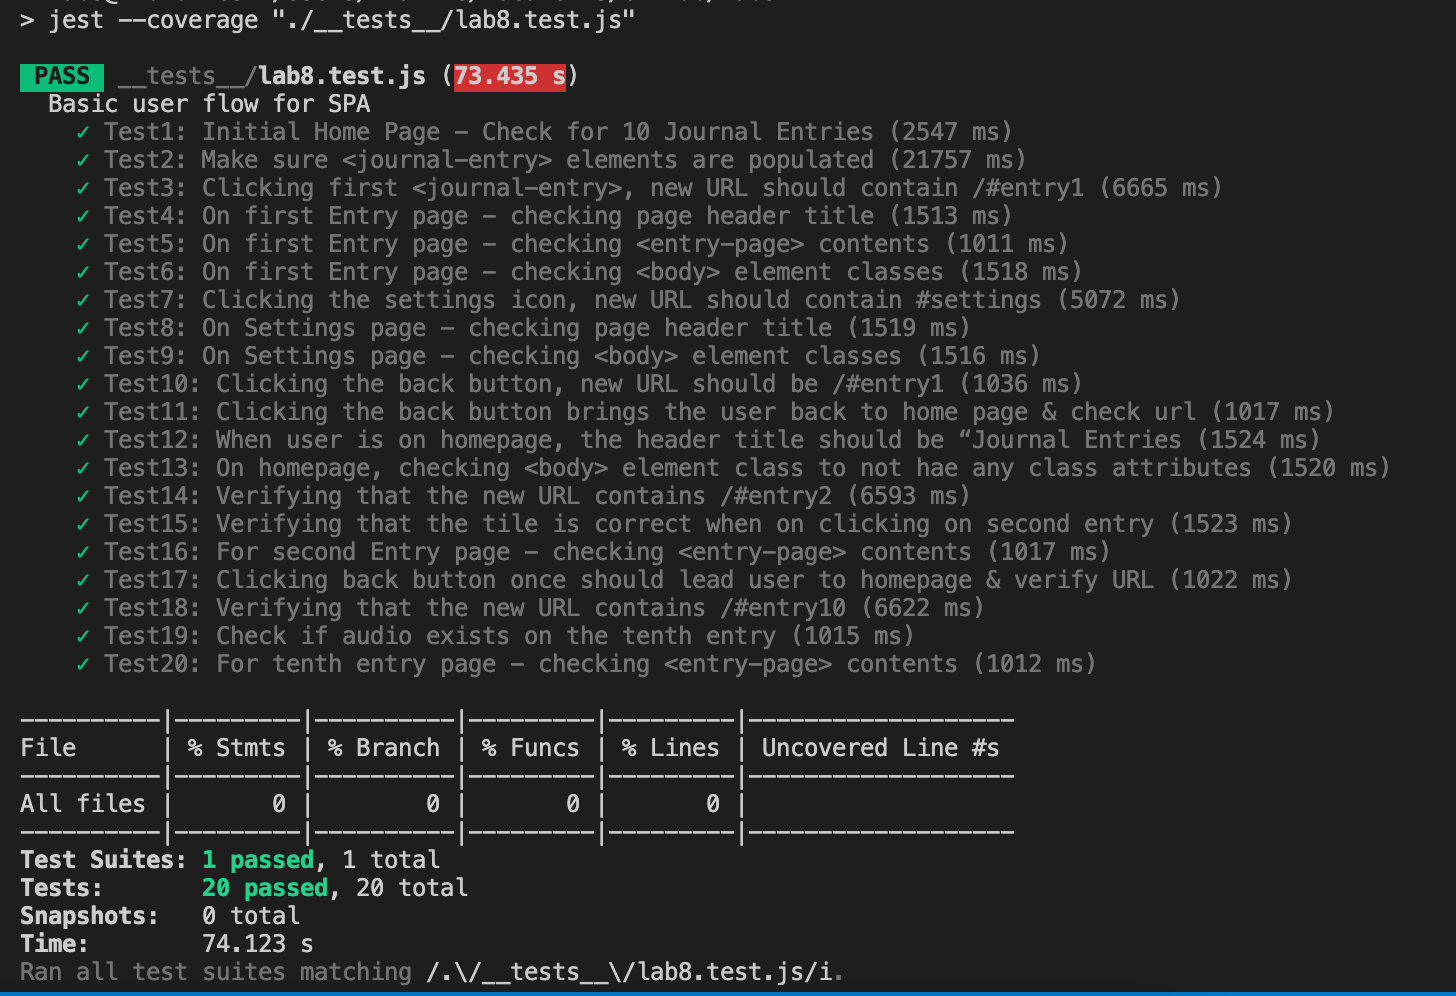 > jest --coverage "./__tests__/lab8.test.js"
PASS __tests__/lab8.test.js (73.435 s)
Basic user flow for SPA
✓ Test1: Initial Home Page – Check for 10 Journal Entries (2547 ms)
✓ Test2: Make sure <journal-entry> elements are populated (21757 ms)
✓ Test3: Clicking first <journal-entry>, new URL should contain /#entry1 (6665 ms)
✓ Test4: On first Entry page – checking page header title (1513 ms)
✓ Test5: On first Entry page – checking <entry-page> contents (1011 ms)
✓ Test6: On first Entry page – checking <body> element classes (1518 ms)
✓ Test7: Clicking the settings icon, new URL should contain #settings (5072 ms)
✓ Test8: On Settings page – checking page header title (1519 ms)
✓ Test9: On Settings page – checking <body> element classes (1516 ms)
✓ Test10: Clicking the back button, new URL should be /#entry1 (1036 ms)
✓ Test11: Clicking the back button brings the user back to home page & check url (1017 ms)
✓ Test12: When user is on homepage, the header title should be “Journal Entries (1524 ms)
✓ Test13: On homepage, checking <body> element class to not hae any class attributes (1520 ms)
✓ Test14: Verifying that the new URL contains /#entry2 (6593 ms)
✓ Test15: Verifying that the tile is correct when on clicking on second entry (1523 ms)
✓ Test16: For second Entry page – checking <entry-page> contents (1017 ms)
✓ Test17: Clicking back button once should lead user to homepage & verify URL (1022 ms)
✓ Test18: Verifying that the new URL contains /#entry10 (6622 ms)
✓ Test19: Check if audio exists on the tenth entry (1015 ms)
✓ Test20: For tenth entry page – checking <entry-page> contents (1012 ms)
----------|---------|----------|---------|---------|-------------------
File | % Stmts | % Branch | % Funcs | % Lines | Uncovered Line #s
----------|---------|----------|---------|---------|-------------------
All files | 0 | 0 | 0 | 0 |
----------|---------|----------|---------|---------|-------------------
Test Suites: 1 passed, 1 total
Tests: 20 passed, 20 total
Snapshots: 0 total
Time: 74.123 s
Ran all test suites matching /.\/__tests__\/lab8.test.js/i.